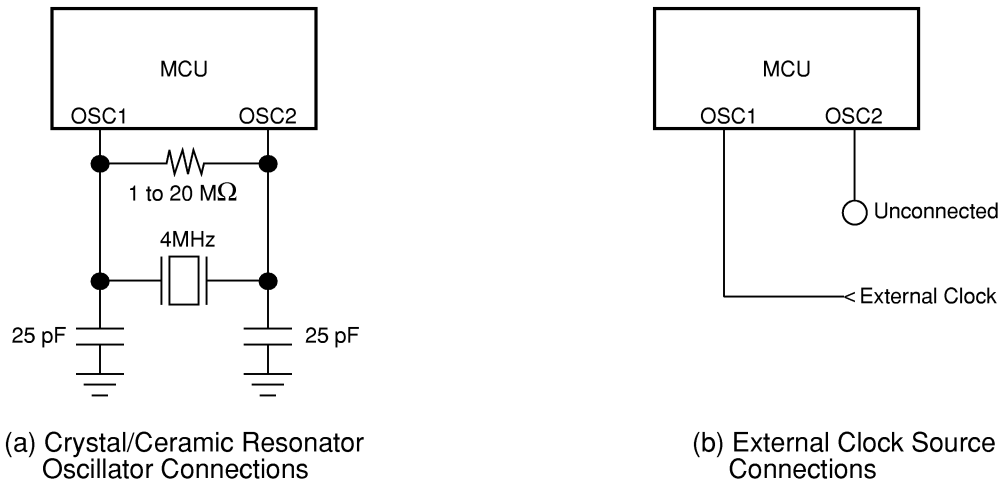 MCU
OSC1 OSC2
1 to 20 MΩ
4MHz
25 pF 25 pF
(a) Crystal/Ceramic Resonator
Oscillator Connections
MCU
OSC1 OSC2
Unconnected
< External Clock
(b) External Clock Source
Connections